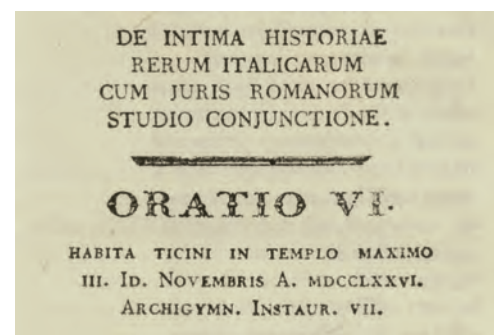 DE INTIMA HISTORIAE
RERUM ITALICARUM
CUM JURIS ROMANORUM
STUDIO CONJUNCTIONE.
ORATIO VI.
HABITA TICINI IN TEMPLO MAXIMO
III. ID. NOVEMBRIS A. MDCCLXXVI.
ARCHIGYMN. INSTAUR. VII.